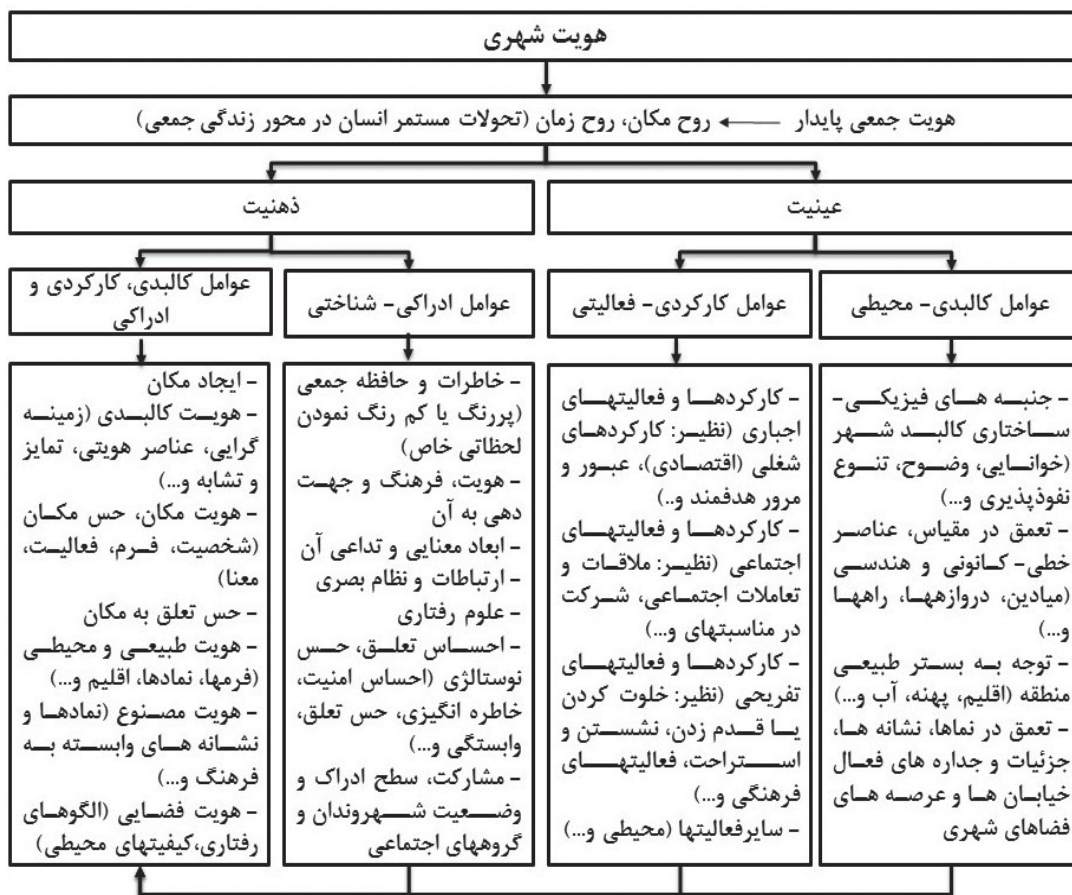 هویت شهری
هویت جمعی پایدار ← روح مکان، روح زمان (تحولات مستمر انسان در محور زندگی جمعی)
عینیت
ذهنیت
عوامل کالبدی- محیطی
عوامل کارکردی- فعالیتی
عوامل ادراکی- شناختی
عوامل کالبدی، کارکردی و
ادراکی
- جنبه های فیزیکی-
ساختاری کالبد شهر
(خوانایی، وضوح، تنوع
نفوذپذیری و...)
- تعمق در مقیاس، عناصر
خطی- کانونی و هندسی
(میادین، دروازهها، راهها
و...)
- توجه به بستر طبیعی
منطقه (اقلیم، پهنه، آب و...)
- تعمق در نماها، نشانه ها،
جزئیات و جداره های فعال
خیابان ها و عرصه های
فضاهای شهری
- کارکردها و فعالیتهای
اجباری (نظیر: کارکردهای
شغلی (اقتصادی)، عبور و
مرور هدفمند و..)
- کارکردها و فعالیتهای
اجتماعی (نظیر: ملاقات و
تعاملات اجتماعی، شرکت
در مناسبتهای و...)
- کارکردها و فعالیتهای
تفریحی (نظیر: خلوت کردن
یا قدم زدن، نشستن و
استراحت، فعالیتهای
فرهنگی و...)
- سایرفعالیتها (محیطی و...)
- خاطرات و حافظه جمعی
(پررنگ یا کم رنگ نمودن
لحظاتی خاص)
- هویت، فرهنگ و جهت
دهی به آن
- ابعاد معنایی و تداعی آن
- ارتباطات و نظام بصری
- علوم رفتاری
- احساس تعلق، حس
نوستالژی (احساس امنیت،
خاطره انگیزی، حس تعلق،
وابستگی و...)
- مشارکت، سطح ادراک و
وضعیت شهروندان و
گروههای اجتماعی
- ایجاد مکان
- هویت کالبدی (زمینه
گرایی، عناصر هویتی، تمایز
و تشابه و...)
- هویت مکان، حس مکان
(شخصیت، فرم، فعالیت،
معنا)
- حس تعلق به مکان
- هویت طبیعی و محیطی
(فرمها، نمادها، اقلیم و...)
- هویت مصنوع (نمادها و
نشانه های وابسته به
فرهنگ و...)
- هویت فضایی (الگوهای
رفتاری،کیفیتهای محیطی)